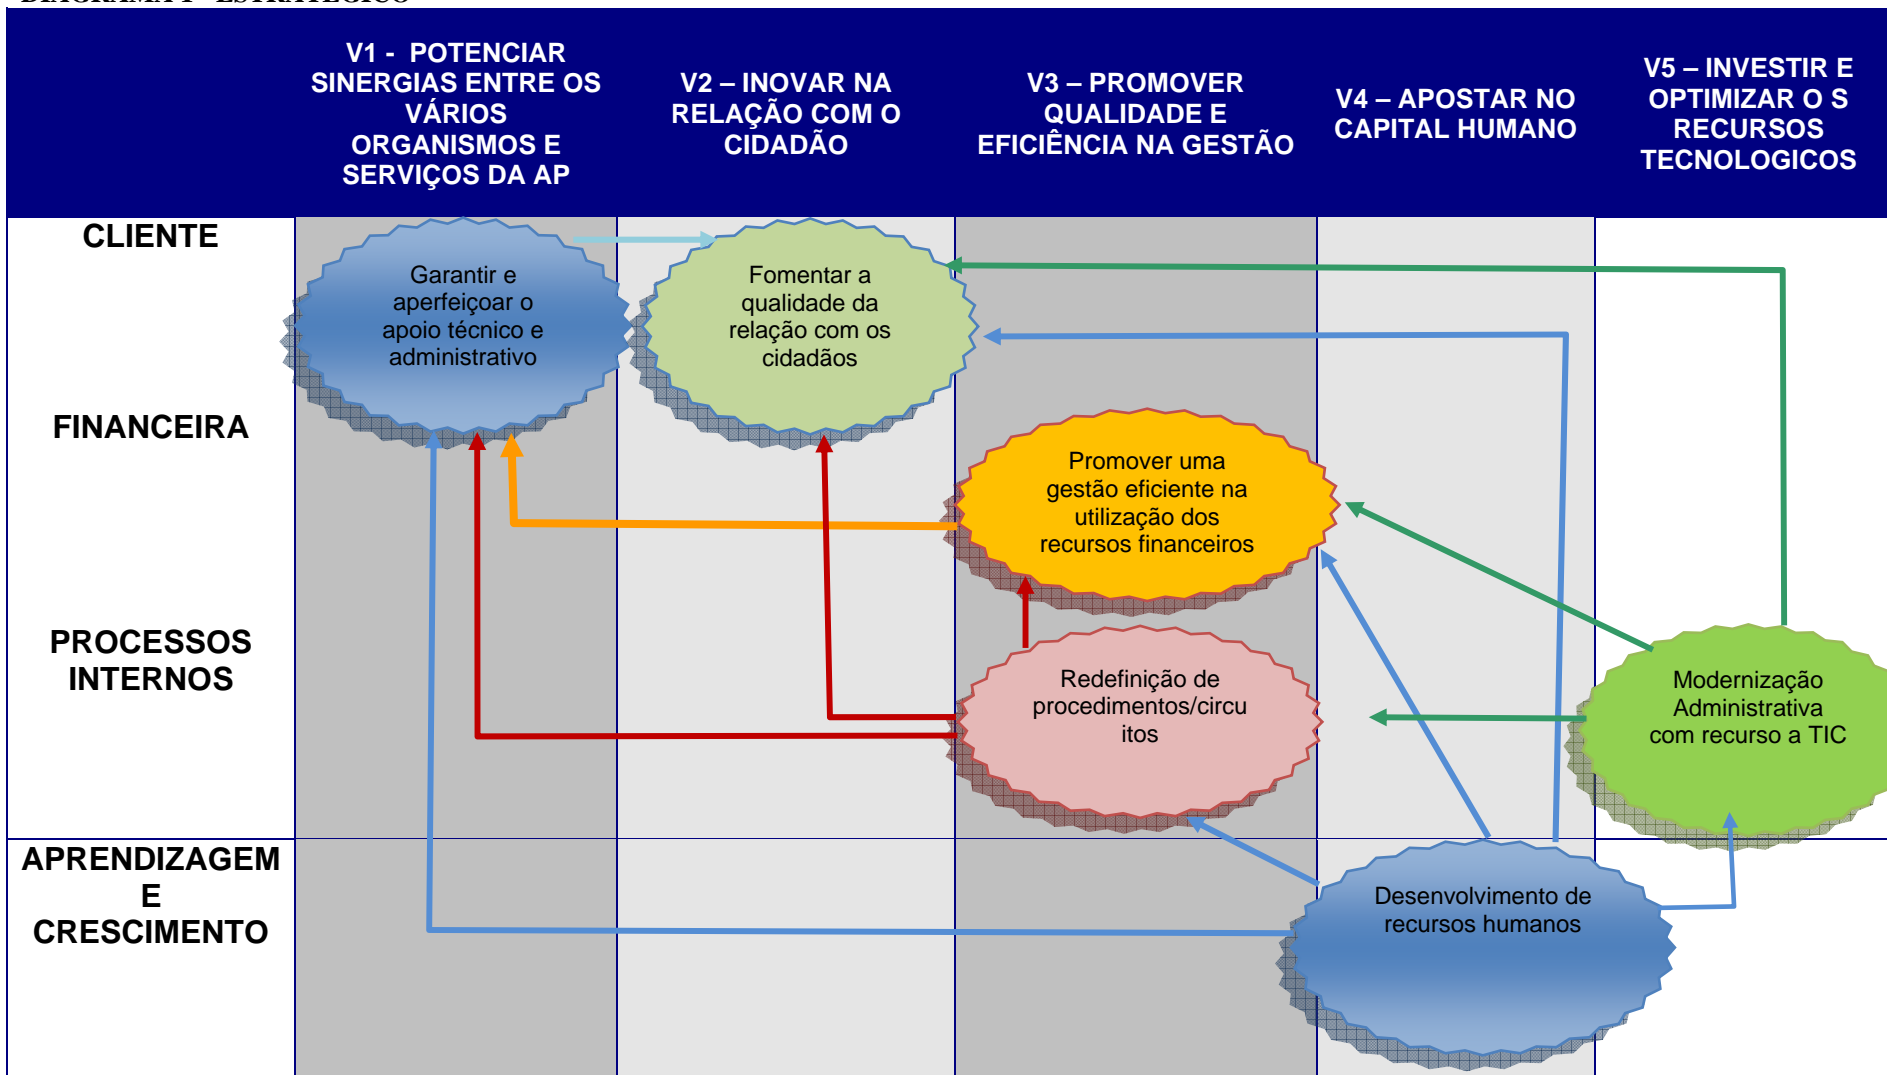 DIAGRAMA 1 - ESTRATÉGICO
V1 - POTENCIAR
SINERGIAS ENTRE OS
VÁRIOS
ORGANISMOS E
SERVIÇOS DA AP
V2 – INOVAR NA
RELAÇÃO COM O
CIDADÃO
V3 – PROMOVER
QUALIDADE E
EFICIÊNCIA NA GESTÃO
V4 – APOSTAR NO
CAPITAL HUMANO
V5 – INVESTIR E
OPTIMIZAR O S
RECURSOS
TECNOLOGICOS
CLIENTE
Garantir e
aperfeiçoar o
apoio técnico e
administrativo
Fomentar a
qualidade da
relação com os
cidadãos
FINANCEIRA
Promover uma
gestão eficiente na
utilização dos
recursos financeiros
PROCESSOS
INTERNOS
Redefinição de
procedimentos/circu
itos
Modernização
Administrativa
com recurso a TIC
APRENDIZAGEM
E
CRESCIMENTO
Desenvolvimento de
recursos humanos